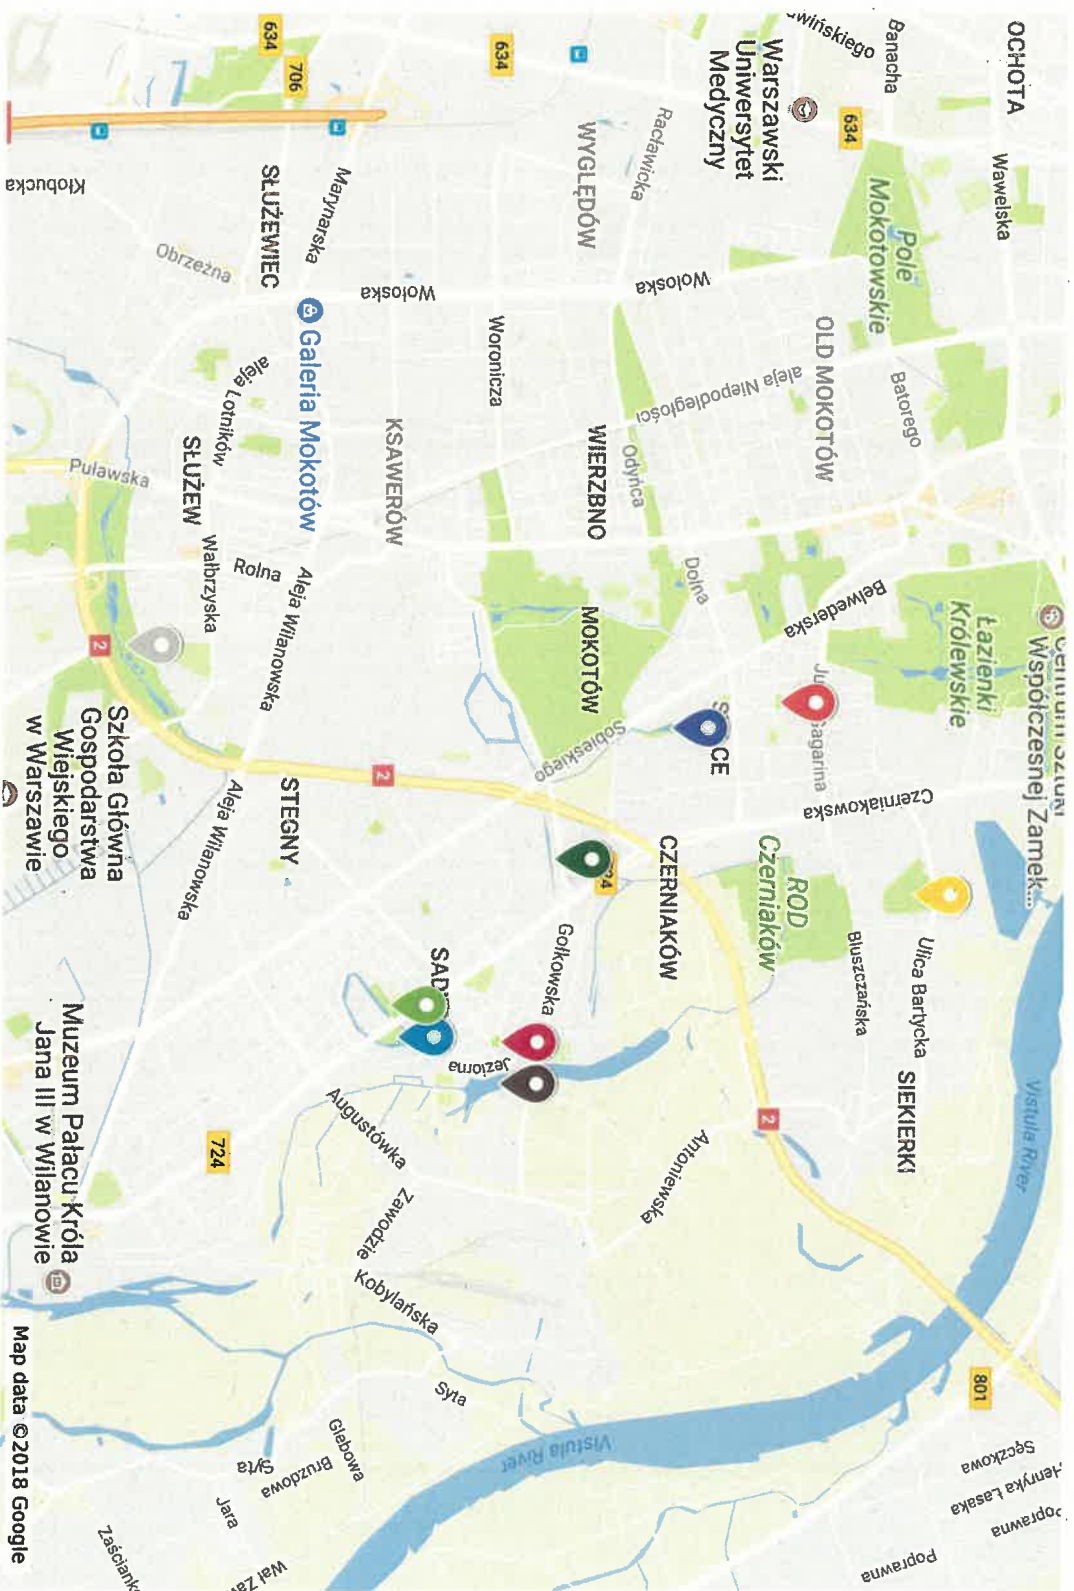 OCHOTA
Wawelska
Banacha
634
Warszawski
Uniwersytet
Medyczny
Pole
Mokotowskie
Batorego
OLD MOKOTÓW
aleja Niepodległości
Racławicka
WYGLĘDÓW
634
Wołoska
Wołoska
Woronicza
WIERZBNO
Odyńca
KSAWERÓW
634
706
Marynarska
SŁUŻEWIEC
Obrzeżna
Kłobucka
Galeria Mokotów
aleja Lotników
SŁUŻEW
Puławska
Wałbrzyska
Rolna
Aleja Wilanowska
Dolna
Belwederska
Łazienki
Królewskie
Współczesnej Zamek...
MOKOTÓW
Sobieskiego
Gagarina
Czerniakowska
2
2
STEGNY
Aleja Wilanowska
Szkoła Główna
Gospodarstwa
Wiejskiego
w Warszawie
CZERNIAKÓW
ROD
Czerniaków
Bluszczańska
Ulica Bartycka
SIEKIERKI
Gołkowska
Jeziorna
Augustówka
Zawodzie
Kobylańska
Antoniewska
2
724
Muzeum Pałacu Króla
Jana III w Wilanowie
Vistula River
Vistula River
801
Syta
Syta
Glebowa
Bruzdowa
Jara
Sęczkowa
Henryka Łasaka
Poprawna
Poprawna
Map data ©2018 Google